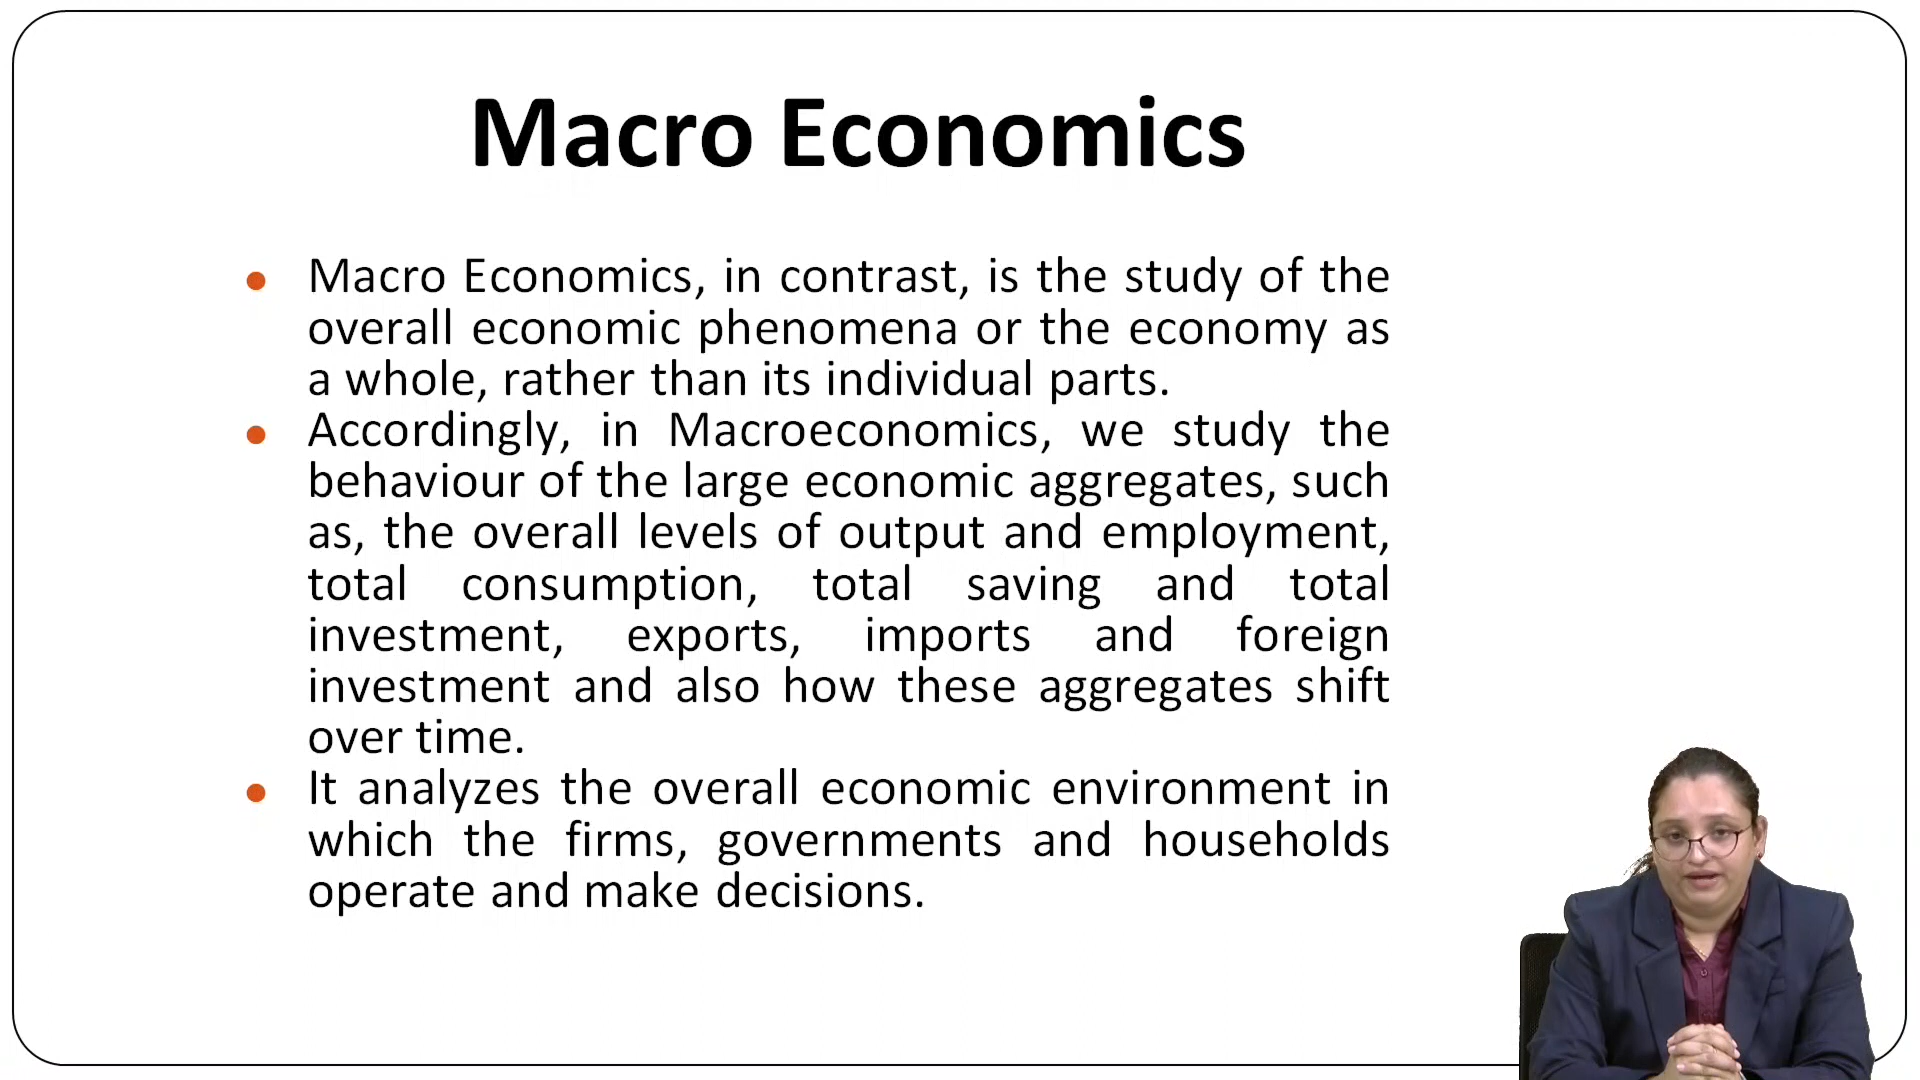 Macro Economics
Macro Economics, in contrast, is the study of the
overall economic phenomena or the economy as
a whole, rather than its individual parts.
Accordingly, in Macroeconomics, we study the
behaviour of the large economic aggregates, such
as, the overall levels of output and employment,
total consumption, total saving and total
investment, exports, imports and foreign
investment and also how these aggregates shift
over time.
It analyzes the overall economic environment in
which the firms, governments and households
operate and make decisions.